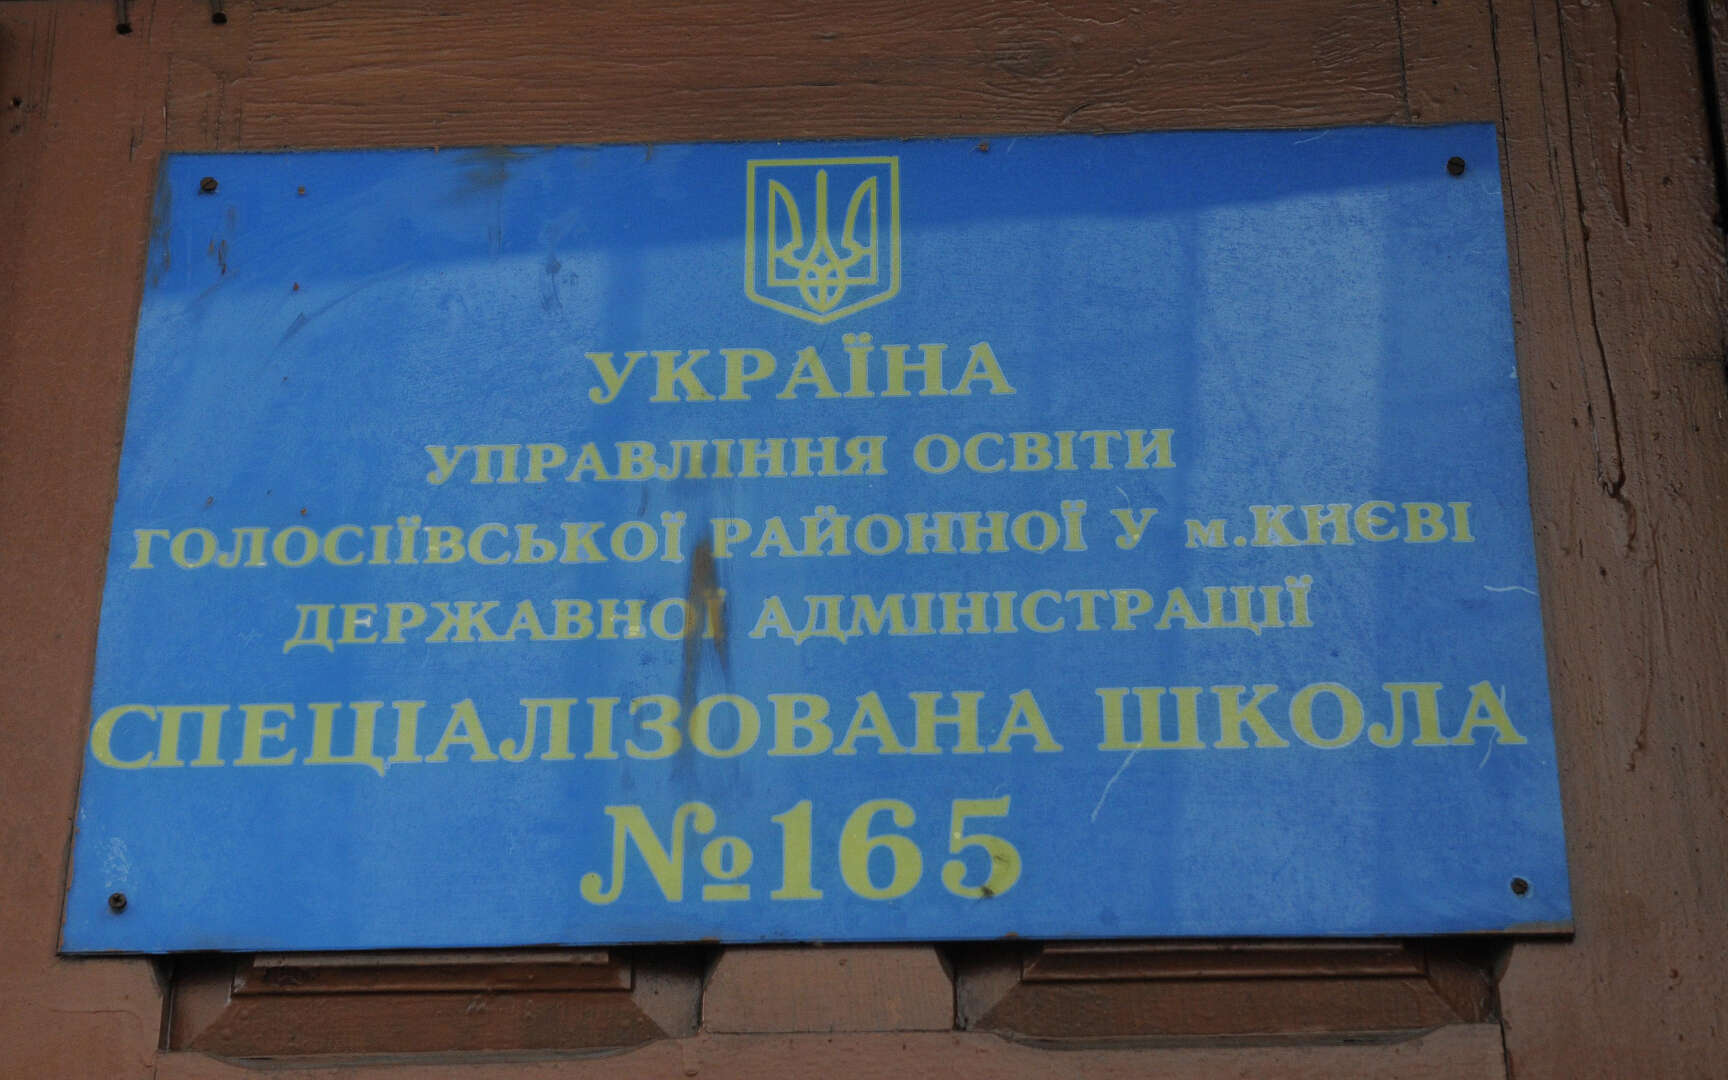 УКРАЇНА
УПРАВЛІННЯ ОСВІТИ
ГОЛОСІЇВСЬКОЇ РАЙОННОЇ У м.КИЄВІ
ДЕРЖАВНОЇ АДМІНІСТРАЦІЇ
СПЕЦІАЛІЗОВАНА ШКОЛА
№165